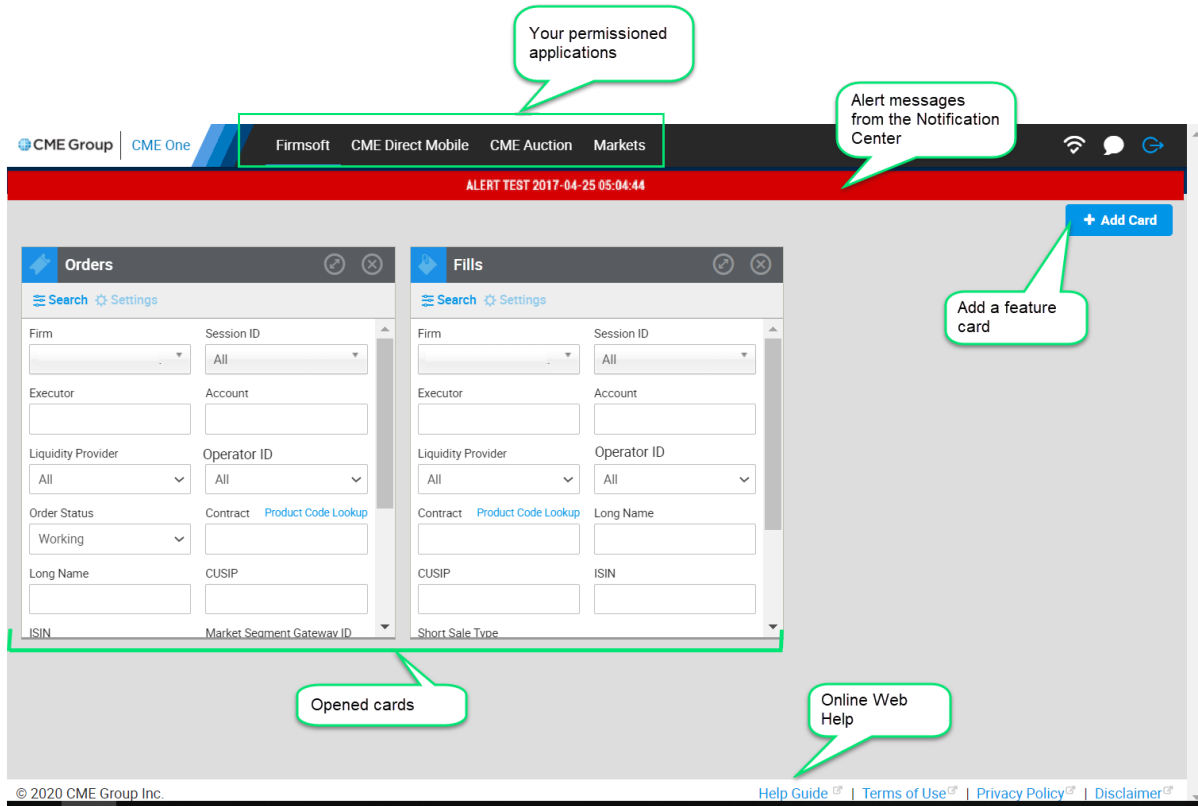 Your permissioned
applications
Alert messages
from the Notification
Center
CME Group CME One Firmsoft CME Direct Mobile CME Auction Markets
ALERT TEST 2017-04-25 05:04:44
+ Add Card
Add a feature
card
Orders
Search Settings
Firm Session ID
All
Executor Account
Liquidity Provider Operator ID
All All
Order Status Contract Product Code Lookup
Working
Long Name CUSIP
ISIN Market Segment Gateway ID
Fills
Search Settings
Firm Session ID
All
Executor Account
Liquidity Provider Operator ID
All All
Contract Product Code Lookup Long Name
CUSIP ISIN
Short Sale Type
Opened cards
Online Web
Help
© 2020 CME Group Inc. Help Guide | Terms of Use | Privacy Policy | Disclaimer